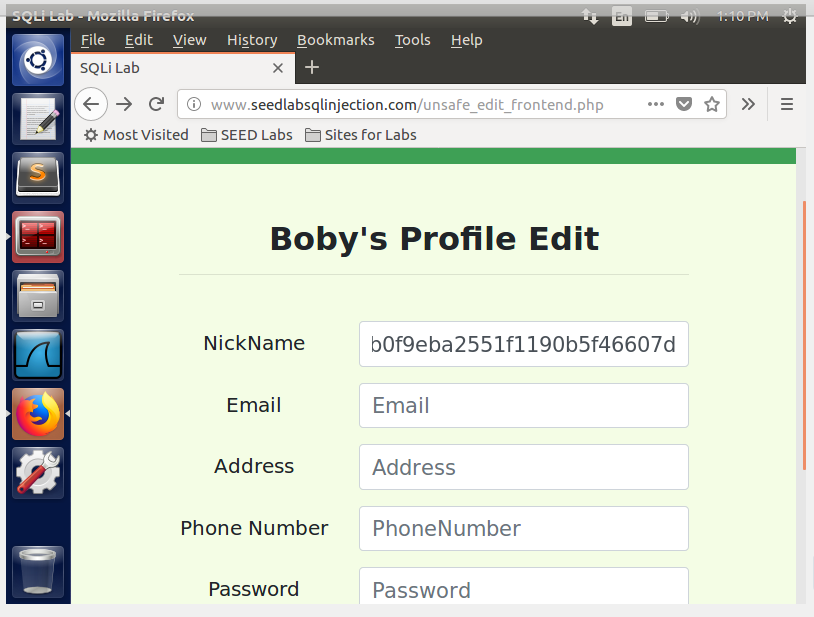 SQLi Lab - Mozilla Firefox En 1:10 PM
File Edit View History Bookmarks Tools Help
SQLi Lab
www.seedlabsqlinjection.com/unsafe_edit_frontend.php
Most Visited SEED Labs Sites for Labs
Boby's Profile Edit
NickName b0f9eba2551f1190b5f46607d
Email Email
Address Address
Phone Number PhoneNumber
Password Password